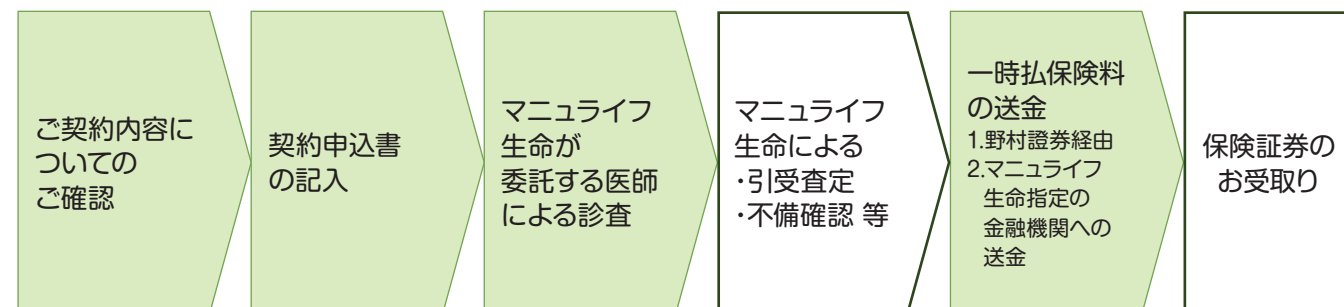 ご契約内容に
ついての
ご確認
契約申込書
の記入
マニュライフ
生命が
委託する医師
による診査
マニュライフ
生命による
・引受査定
・不備確認 等
一時払保険料
の送金
1.野村證券経由
2.マニュライフ
生命指定の
金融機関への
送金
保険証券の
お受取り